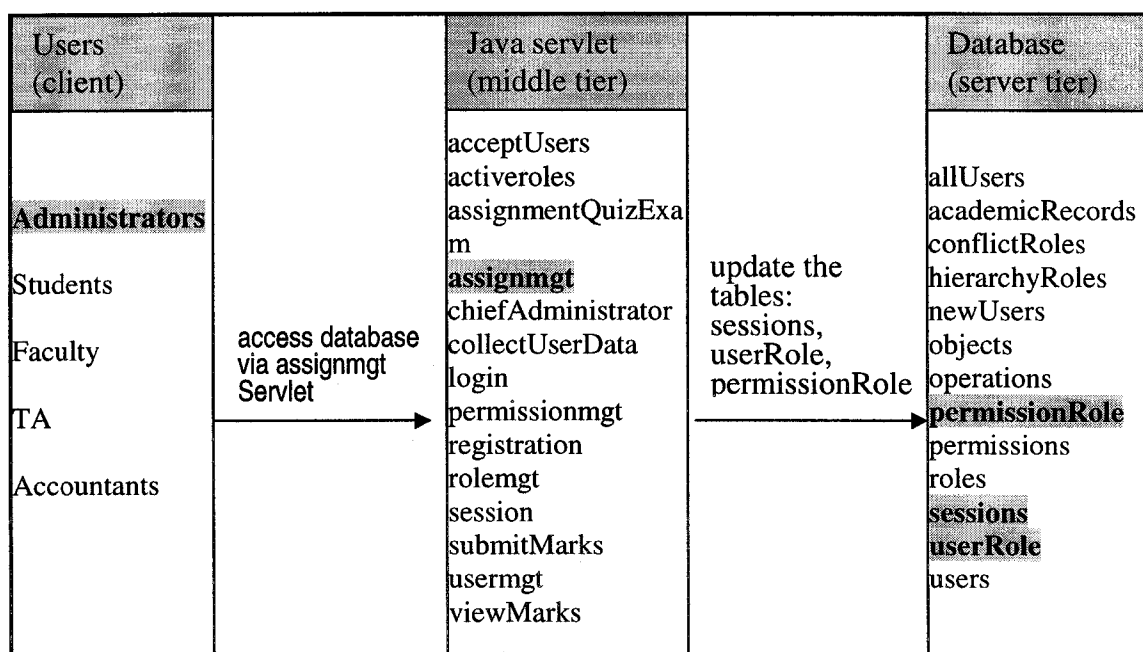 Users
(client)
Administrators
Students
Faculty
TA
Accountants
access database
via assignmgt
Servlet
Java servlet
(middle tier)
acceptUsers
activeroles
assignmentQuizExa
m
assignmgt
chiefAdministrator
collectUserData
login
permissionmgt
registration
rolemgt
session
submitMarks
usermgt
viewMarks
update the
tables:
sessions,
userRole,
permissionRole
Database
(server tier)
allUsers
academicRecords
conflictRoles
hierarchyRoles
newUsers
objects
operations
permissionRole
permissions
roles
sessions
userRole
users